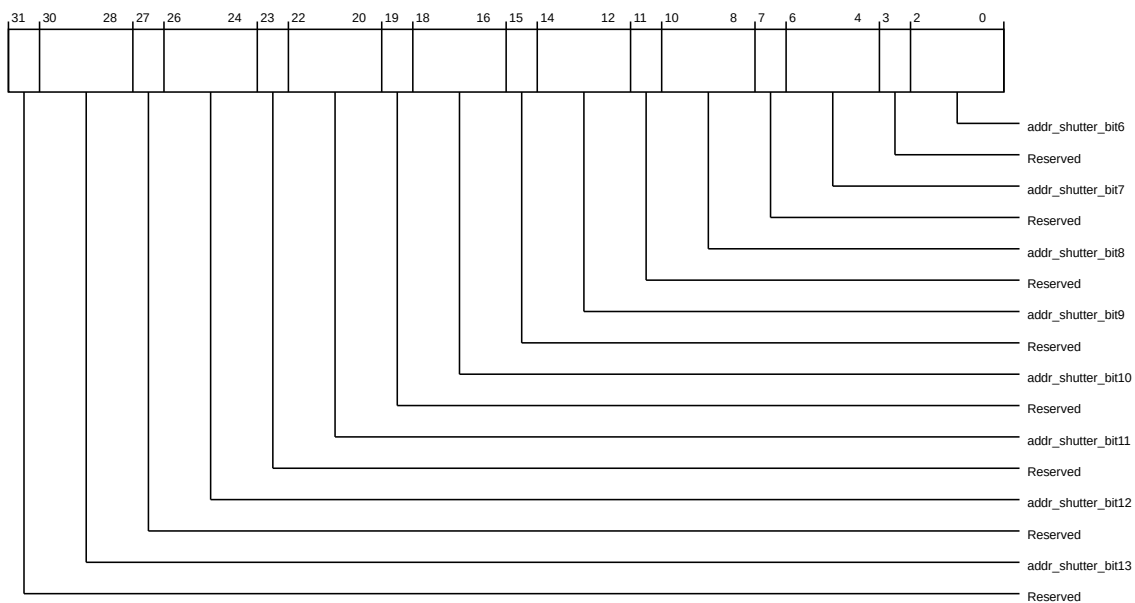 31 30 28 27 26 24 23 22 20 19 18 16 15 14 12 11 10 8 7 6 4 3 2 0
addr_shutter_bit6
Reserved
addr_shutter_bit7
Reserved
addr_shutter_bit8
Reserved
addr_shutter_bit9
Reserved
addr_shutter_bit10
Reserved
addr_shutter_bit11
Reserved
addr_shutter_bit12
Reserved
addr_shutter_bit13
Reserved